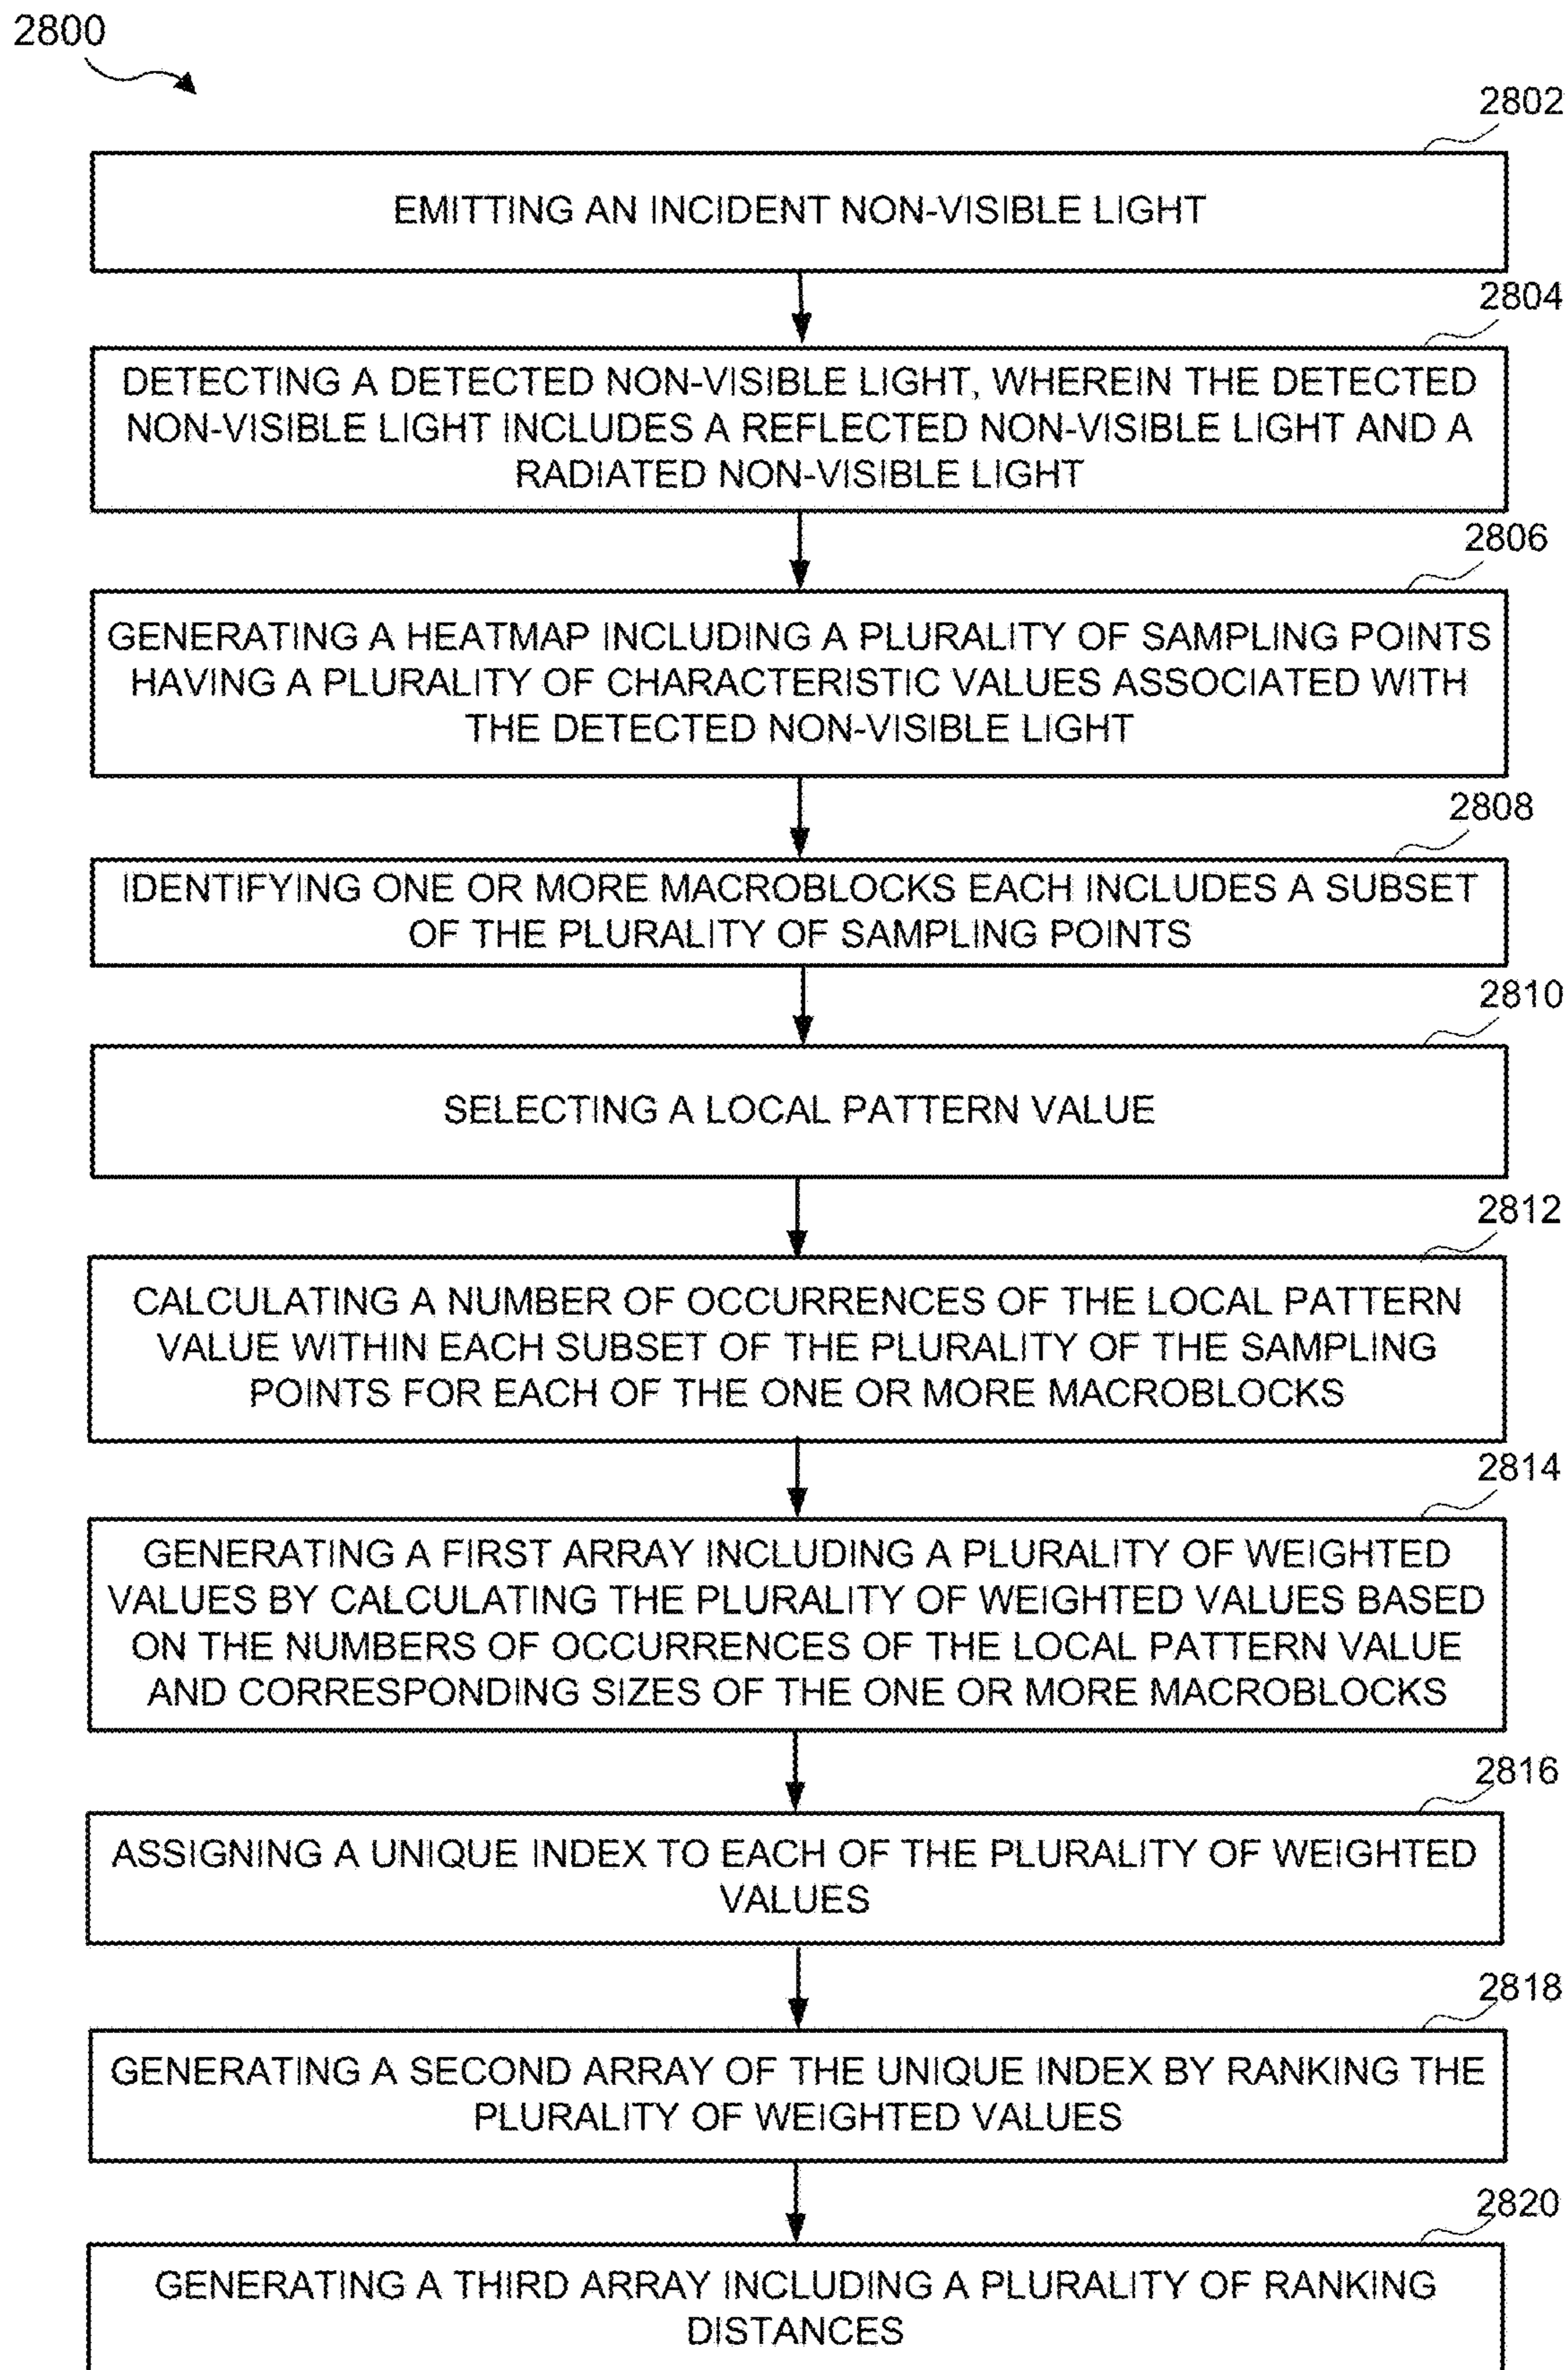 2800
2802
EMITTING AN INCIDENT NON-VISIBLE LIGHT
2804
DETECTING A DETECTED NON-VISIBLE LIGHT, WHEREIN THE DETECTED
NON-VISIBLE LIGHT INCLUDES A REFLECTED NON-VISIBLE LIGHT AND A
RADIATED NON-VISIBLE LIGHT
2806
GENERATING A HEATMAP INCLUDING A PLURALITY OF SAMPLING POINTS
HAVING A PLURALITY OF CHARACTERISTIC VALUES ASSOCIATED WITH
THE DETECTED NON-VISIBLE LIGHT
2808
IDENTIFYING ONE OR MORE MACROBLOCKS EACH INCLUDES A SUBSET
OF THE PLURALITY OF SAMPLING POINTS
2810
SELECTING A LOCAL PATTERN VALUE
2812
CALCULATING A NUMBER OF OCCURRENCES OF THE LOCAL PATTERN
VALUE WITHIN EACH SUBSET OF THE PLURALITY OF THE SAMPLING
POINTS FOR EACH OF THE ONE OR MORE MACROBLOCKS
2814
GENERATING A FIRST ARRAY INCLUDING A PLURALITY OF WEIGHTED
VALUES BY CALCULATING THE PLURALITY OF WEIGHTED VALUES BASED
ON THE NUMBERS OF OCCURRENCES OF THE LOCAL PATTERN VALUE
AND CORRESPONDING SIZES OF THE ONE OR MORE MACROBLOCKS
2816
ASSIGNING A UNIQUE INDEX TO EACH OF THE PLURALITY OF WEIGHTED
VALUES
2818
GENERATING A SECOND ARRAY OF THE UNIQUE INDEX BY RANKING THE
PLURALITY OF WEIGHTED VALUES
2820
GENERATING A THIRD ARRAY INCLUDING A PLURALITY OF RANKING
DISTANCES